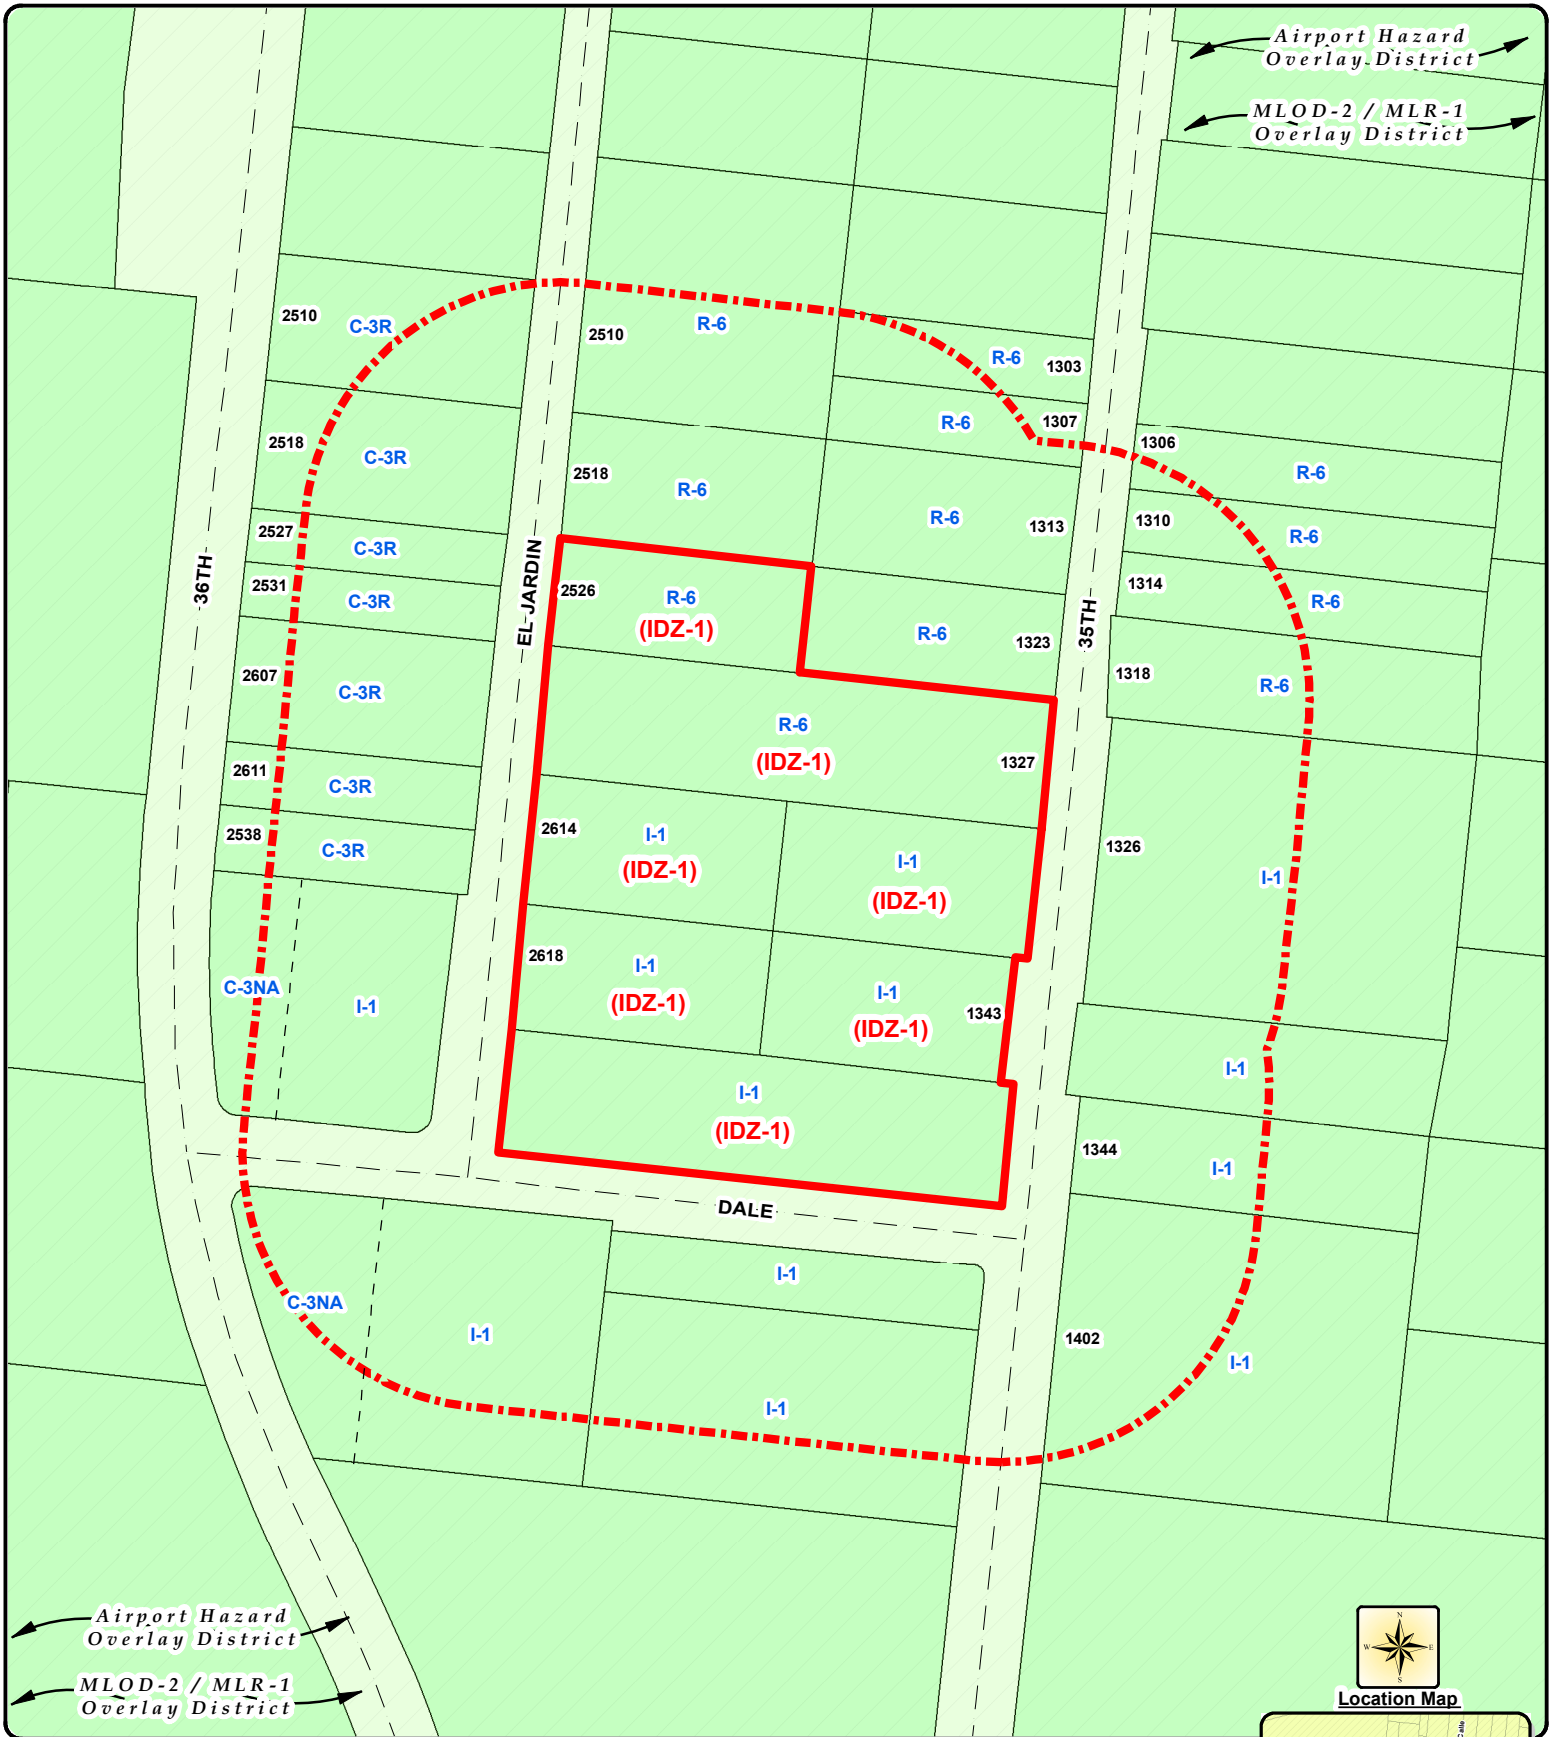 Airport Hazard
Overlay District
MLOD-2 / MLR-1
Overlay District
2510
C-3R
2510
R-6
R-6
1303
R-6
1307
2518
C-3R
2518
R-6
R-6
1313
1306
R-6
1310
R-6
2527
C-3R
2531
C-3R
36TH
EL JARDIN
2526
R-6
(IDZ-1)
R-6
1323
35TH
1314
R-6
1318
R-6
2607
C-3R
R-6
(IDZ-1)
1327
2611
C-3R
2538
C-3R
2614
I-1
(IDZ-1)
I-1
(IDZ-1)
1326
I-1
2618
I-1
(IDZ-1)
I-1
(IDZ-1)
1343
C-3NA
I-1
I-1
I-1
(IDZ-1)
1344
I-1
DALE
I-1
C-3NA
I-1
1402
I-1
I-1
Airport Hazard
Overlay District
MLOD-2 / MLR-1
Overlay District
N
W
E
S
Location Map
Calle